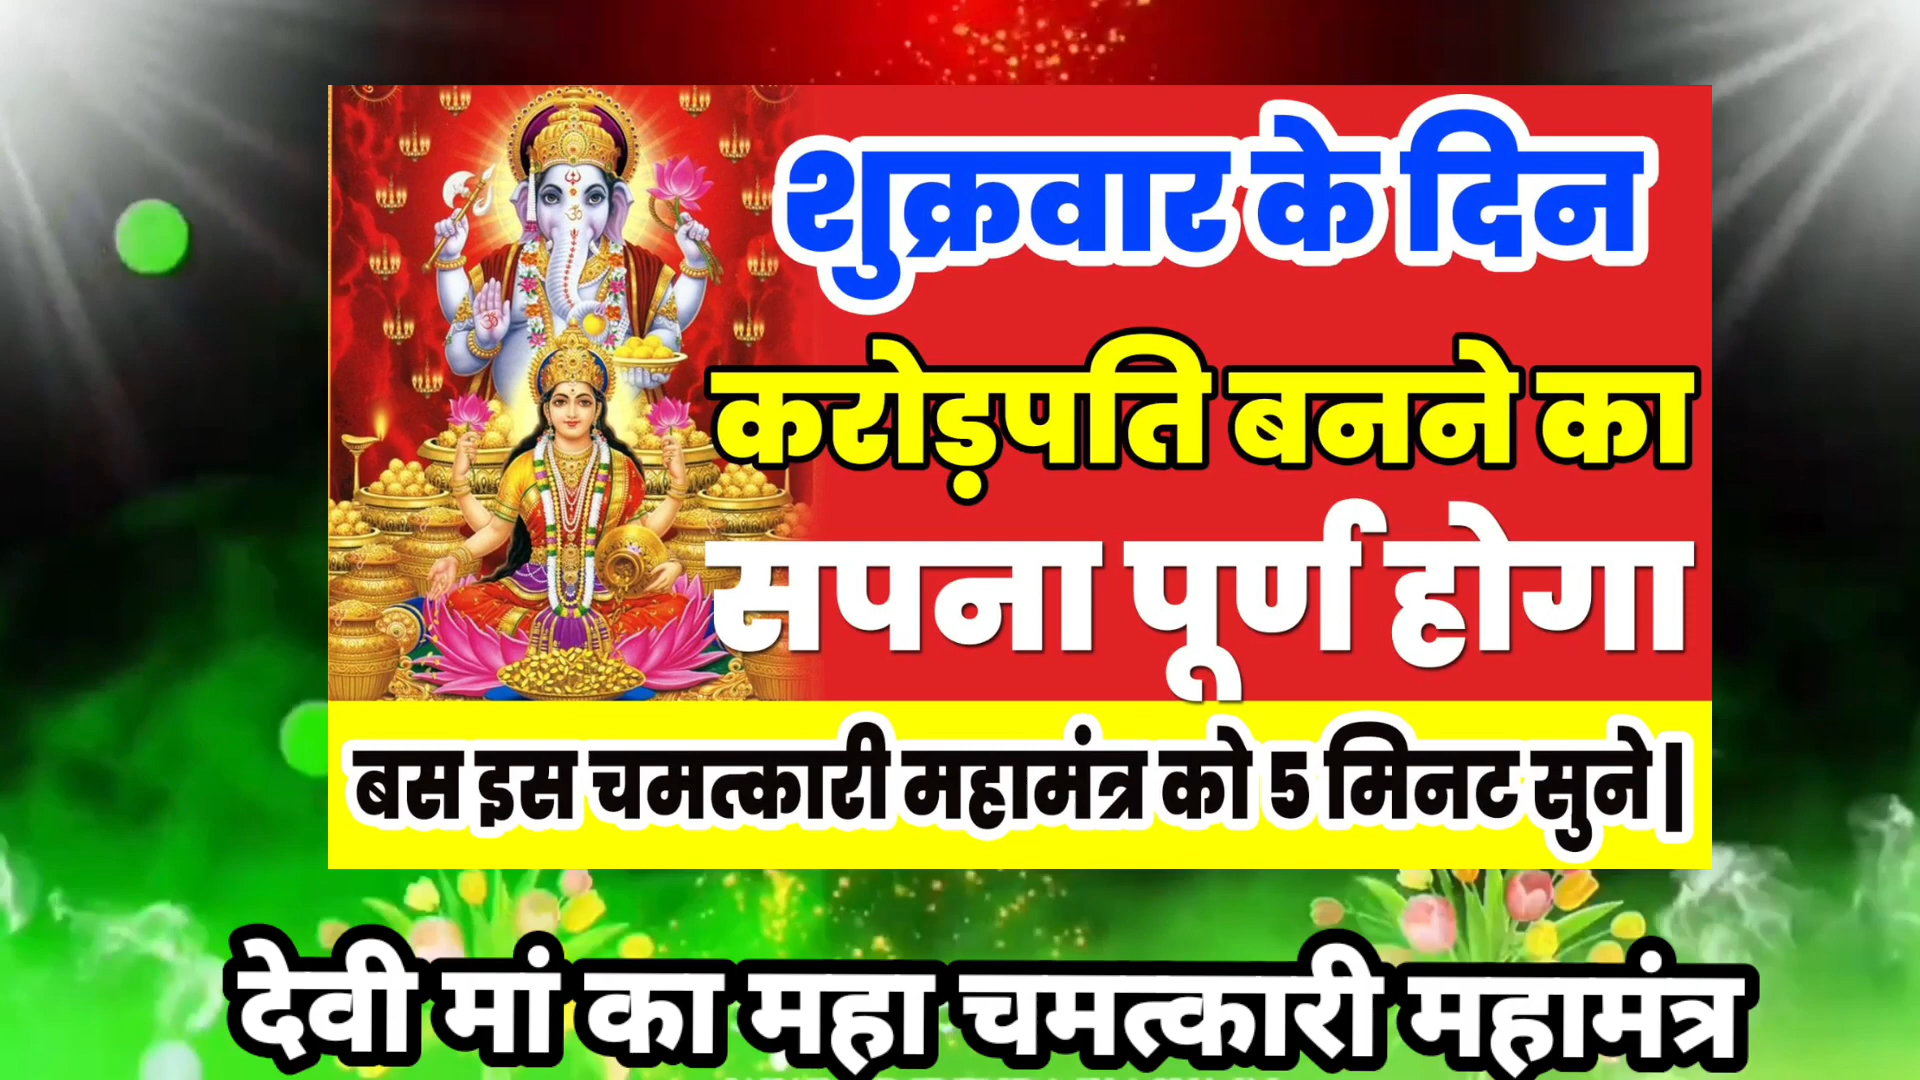 शुक्रवार के दिन
करोड़पति बनने का
सपना पूर्ण होगा
बस इस चमत्कारी महामंत्र को 5 मिनट सुने|
देवी मां का महा चमत्कारी महामंत्र